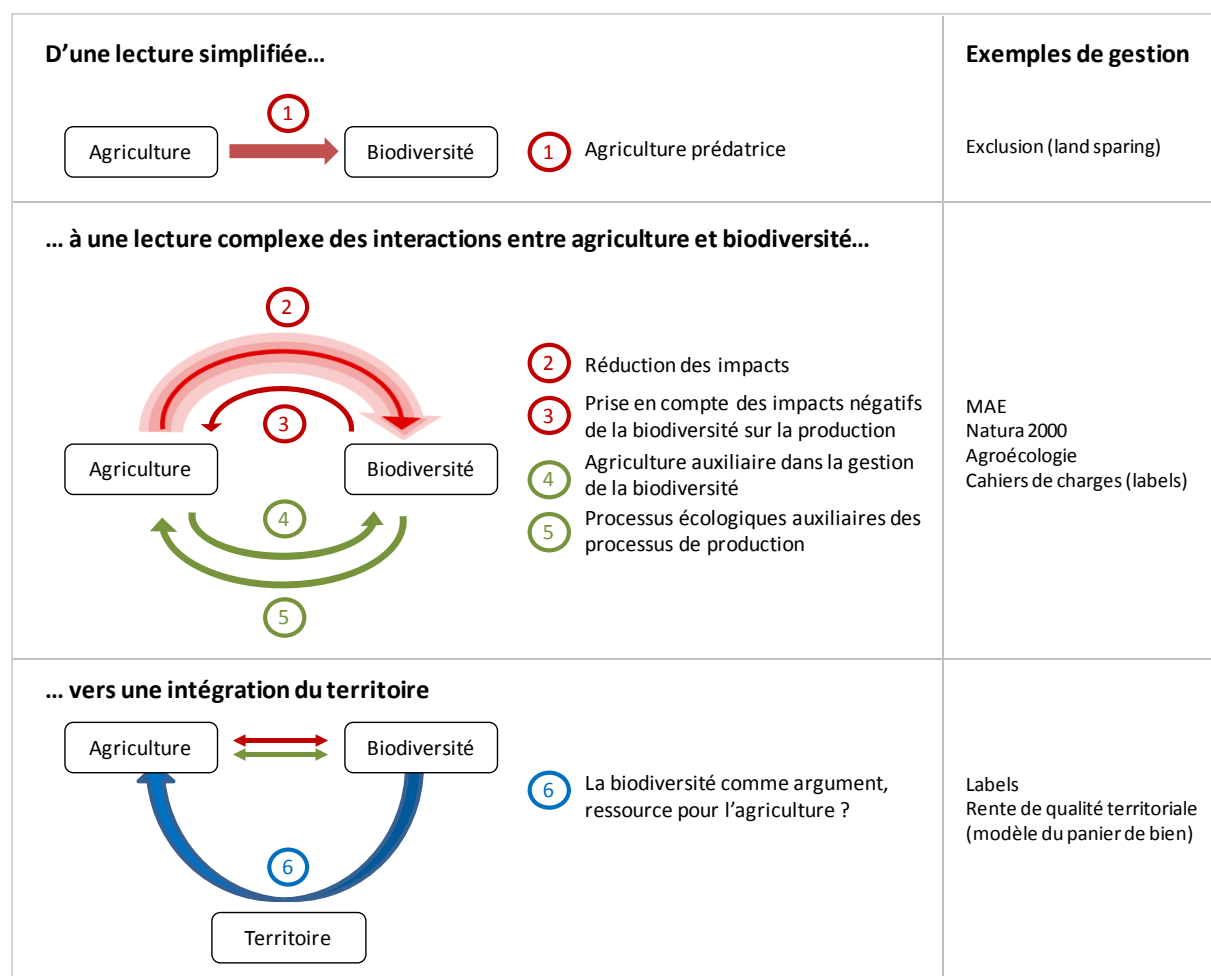 D’une lecture simplifiée…
Exemples de gestion
1
Agriculture
Biodiversité
1 Agriculture prédatrice
Exclusion (land sparing)
… à une lecture complexe des interactions entre agriculture et biodiversité…
2
3
Agriculture
Biodiversité
4
5
2 Réduction des impacts
3 Prise en compte des impacts négatifs
de la biodiversité sur la production
4 Agriculture auxiliaire dans la gestion
de la biodiversité
5 Processus écologiques auxiliaires des
processus de production
MAE
Natura 2000
Agroécologie
Cahiers de charges (labels)
… vers une intégration du territoire
Agriculture
Biodiversité
6
Territoire
6 La biodiversité comme argument,
ressource pour l’agriculture ?
Labels
Rente de qualité territoriale
(modèle du panier de bien)